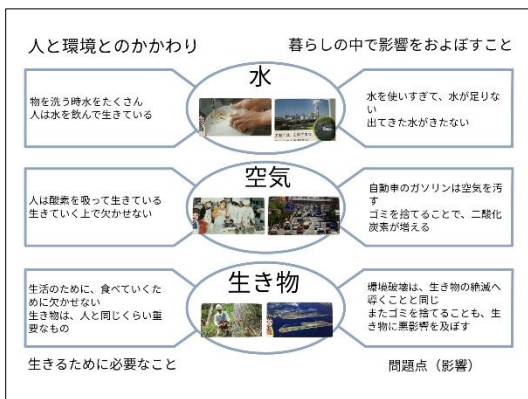 人と環境とのかかわり
暮らしの中で影響をおよぼすこと
水
物を洗う時水をたくさん
人は水を飲んで生きている
水を使いすぎて、水が足りな
い
出てきた水がきたない
空気
人は酸素を吸って生きている
生きていく上で欠かせない
自動車のガソリンは空気を汚
す
ゴミを捨てることで、二酸化
炭素が増える
生き物
生活のために、食べていくた
めに欠かせない
生き物は、人と同じくらい重
要なもの
環境破壊は、生き物の絶滅へ
導くことと同じ
またゴミを捨てることも、生
き物に悪影響を及ぼす
生きるために必要なこと
問題点（影響）